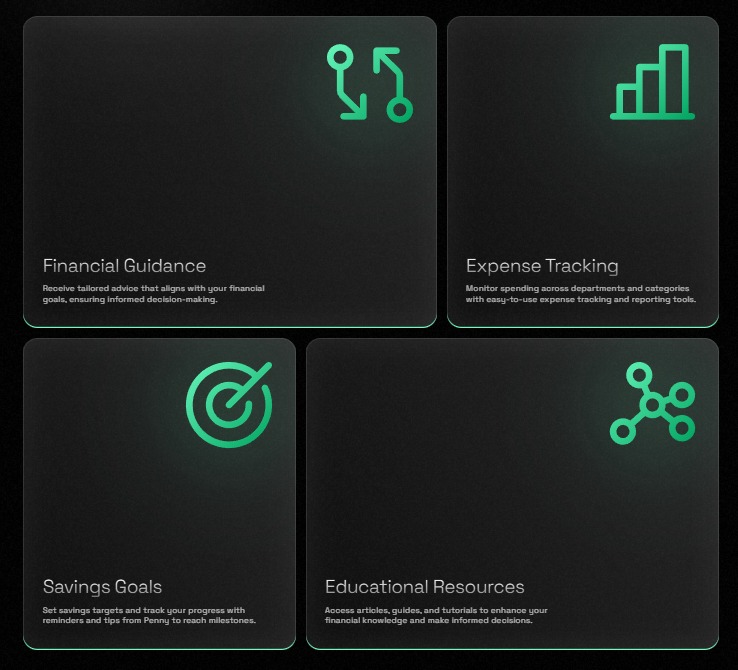 Financial Guidance
Receive tailored advice that aligns with your financial
goals, ensuring informed decision-making.
Expense Tracking
Monitor spending across departments and categories
with easy-to-use expense tracking and reporting tools.
Savings Goals
Set savings targets and track your progress with
reminders and tips from Penny to reach milestones.
Educational Resources
Access articles, guides, and tutorials to enhance your
financial knowledge and make informed decisions.